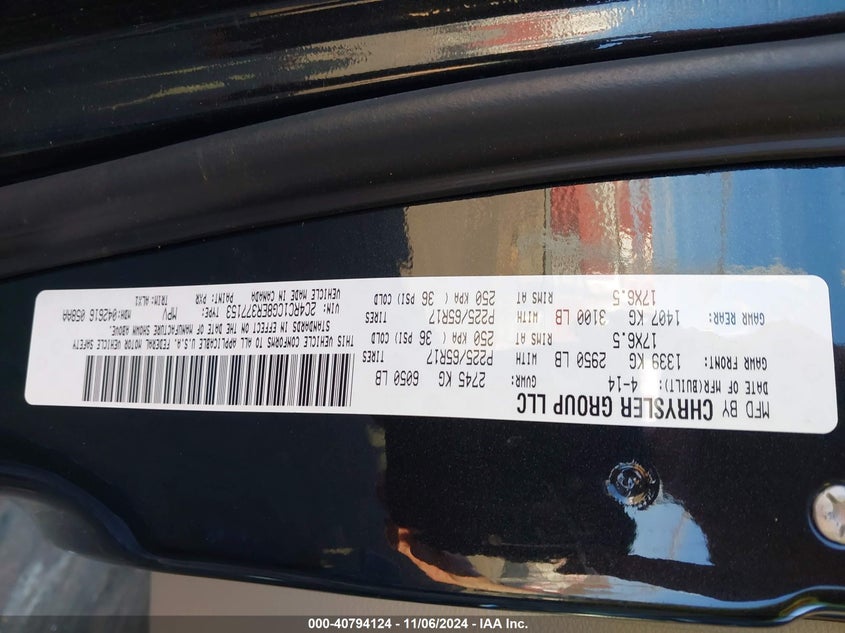 MFD BY CHRYSLER GROUP LLC
DATE OF MFR(BUILT): 4-14 GVWR: 2745 KG 6050 LB
GAWR FRONT: 1339 KG 2950 LB WITH P225/65R17 TIRES
17X6.5 RIMS AT 250 KPA ( 36 PSI) COLD
GAWR REAR: 1407 KG 3100 LB WITH P225/65R17 TIRES
17X6.5 RIMS AT 250 KPA ( 36 PSI) COLD
THIS VEHICLE CONFORMS TO ALL APPLICABLE U.S.A. FEDERAL MOTOR VEHICLE SAFETY
STANDARDS IN EFFECT ON THE DATE OF MANUFACTURE SHOWN ABOVE.
VIN: 2C4RC1CG8ER377153 TYPE: MPV MDH:042616 058AA
VEHICLE MADE IN CANADA PAINT: PXR TRIM: ALX1
000-40794124 - 11/06/2024 - IAA Inc.